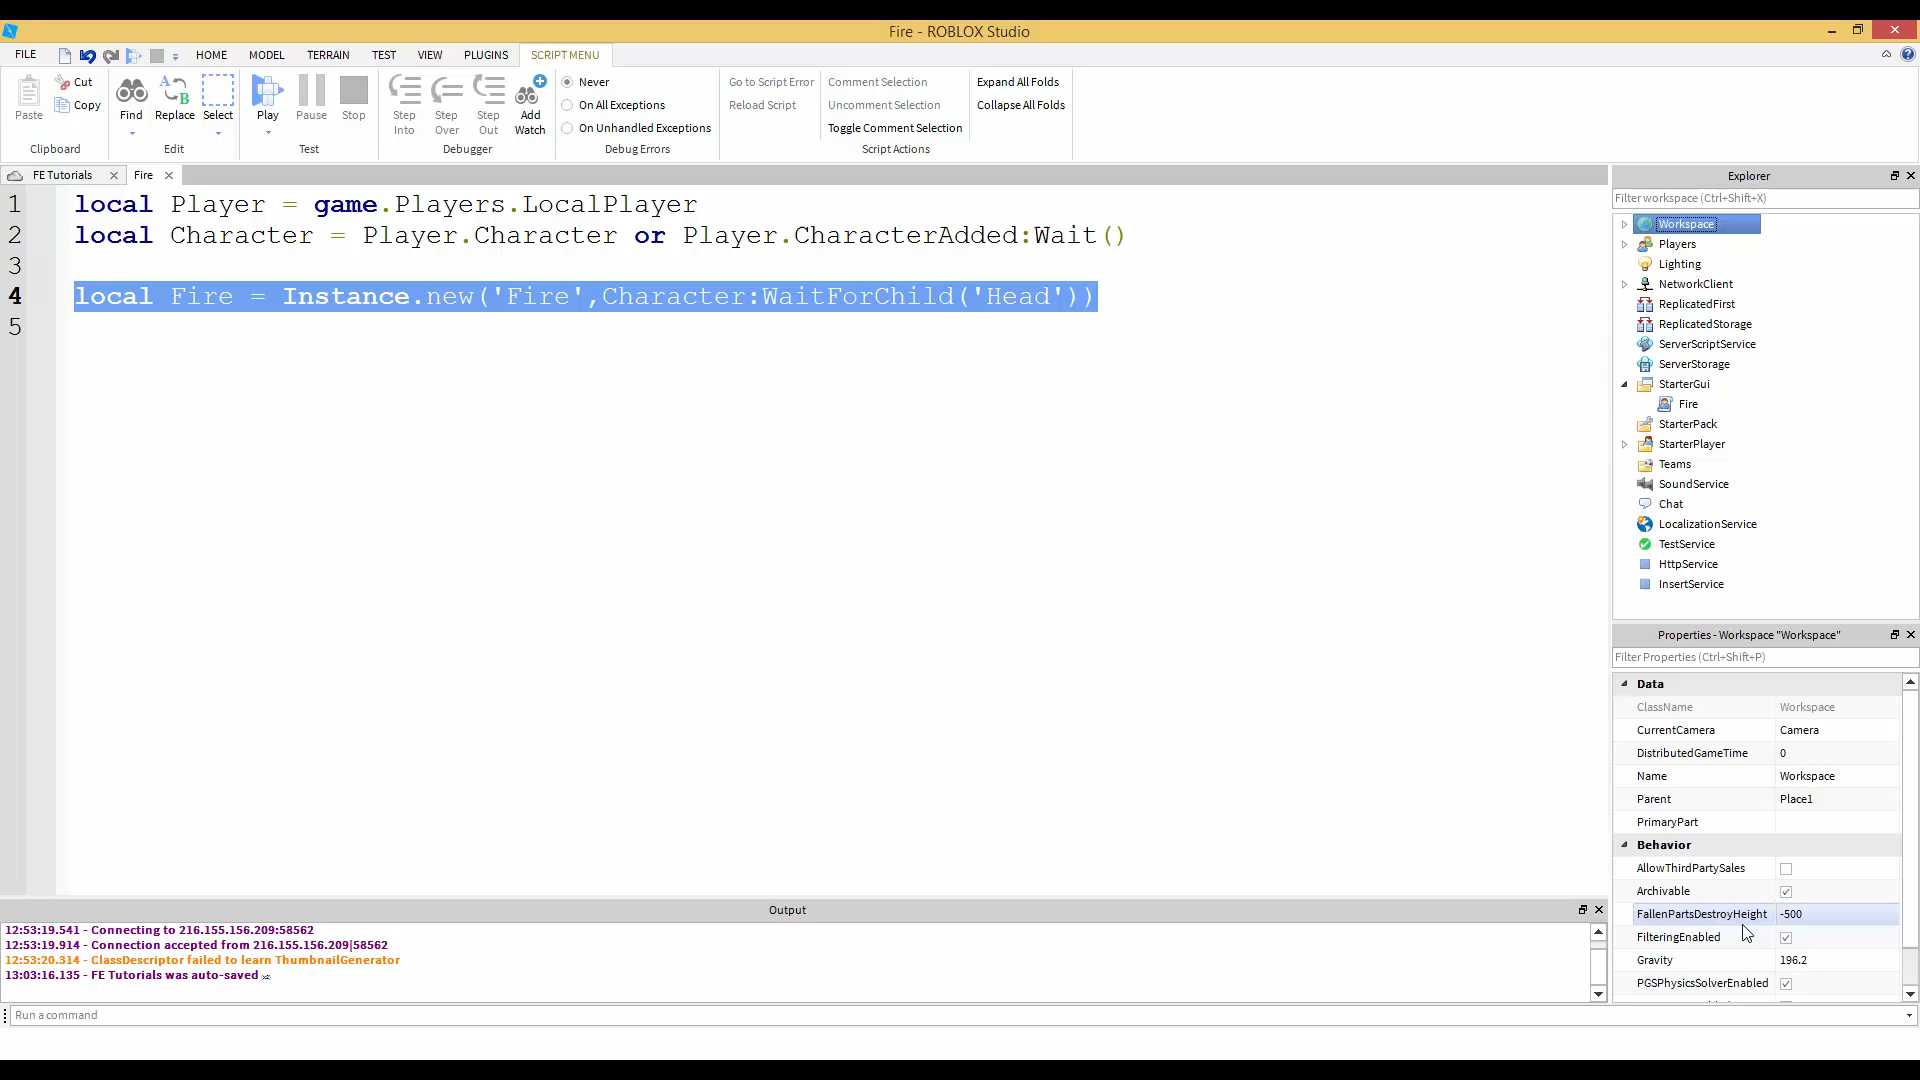 Fire - ROBLOX Studio
FILE HOME MODEL TERRAIN TEST VIEW PLUGINS SCRIPT MENU
Paste Cut Copy Clipboard
Find Replace Select Edit
Play Pause Stop Test
Step Into Step Over Step Out Add Watch Debugger
Never
On All Exceptions
On Unhandled Exceptions
Debug Errors
Go to Script Error
Reload Script
Comment Selection
Uncomment Selection
Toggle Comment Selection
Expand All Folds
Collapse All Folds
Script Actions
FE Tutorials Fire
1 local Player = game.Players.LocalPlayer
2 local Character = Player.Character or Player.CharacterAdded:Wait()
3
4 local Fire = Instance.new('Fire',Character:WaitForChild('Head'))
5
Explorer
Filter workspace (Ctrl+Shift+X)
Workspace
Players
Lighting
NetworkClient
ReplicatedFirst
ReplicatedStorage
ServerScriptService
ServerStorage
StarterGui
Fire
StarterPack
StarterPlayer
Teams
SoundService
Chat
LocalizationService
TestService
HttpService
InsertService
Properties - Workspace "Workspace"
Filter Properties (Ctrl+Shift+P)
Data
ClassName Workspace
CurrentCamera Camera
DistributedGameTime 0
Name Workspace
Parent Place1
PrimaryPart
Behavior
AllowThirdPartySales
Archivable
FallenPartsDestroyHeight -500
FilteringEnabled
Gravity 196.2
PGSPhysicsSolverEnabled
Output
12:53:19.541 - Connecting to 216.155.156.209:58562
12:53:19.914 - Connection accepted from 216.155.156.209|58562
12:53:20.314 - ClassDescriptor failed to learn ThumbnailGenerator
13:03:16.135 - FE Tutorials was auto-saved
Run a command